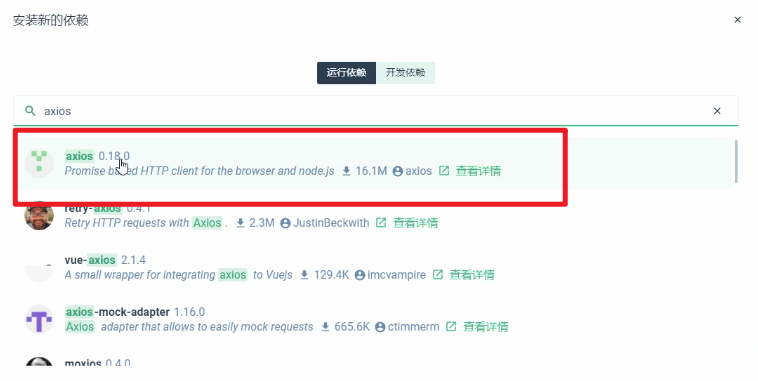 安装新的依赖
运行依赖 开发依赖
axios
axios 0.18.0
Promise based HTTP client for the browser and node.js 16.1M axios 查看详情
retry-axios 0.4.1
Retry HTTP requests with Axios . 2.3M JustinBeckwith 查看详情
vue-axios 2.1.4
A small wrapper for integrating axios to Vuejs 129.4K imcvampire 查看详情
axios-mock-adapter 1.16.0
Axios adapter that allows to easily mock requests 665.6K ctimmerm 查看详情
moxios 0.4.0